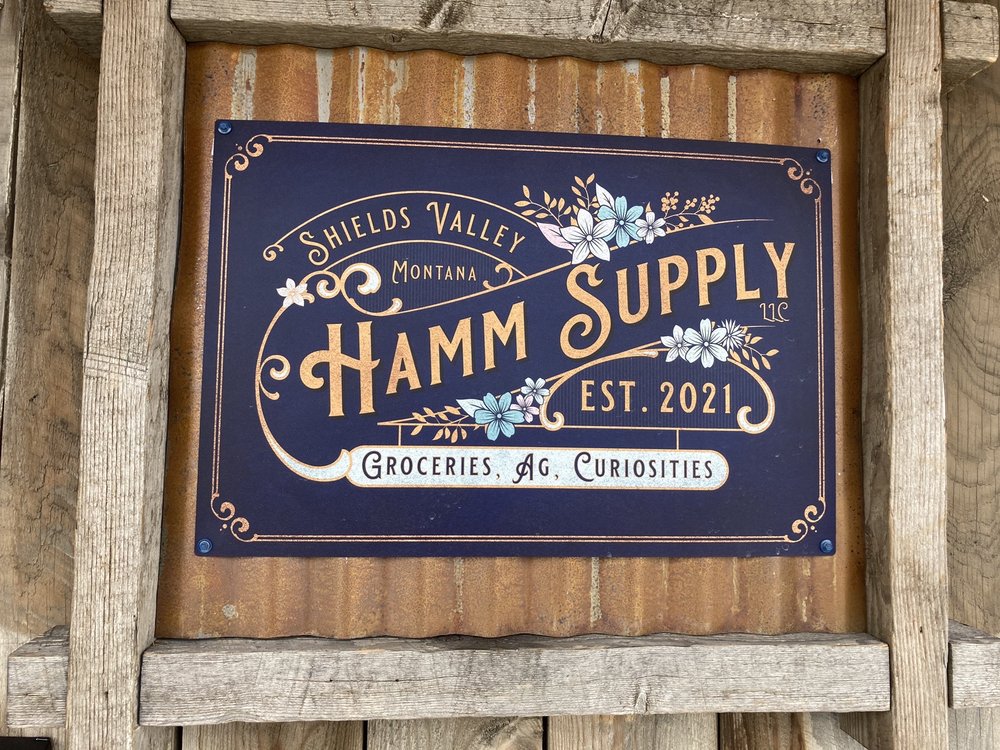 Shields Valley
Montana
Hamm Supply
LLC
Est. 2021
Groceries, Ag, Curiosities